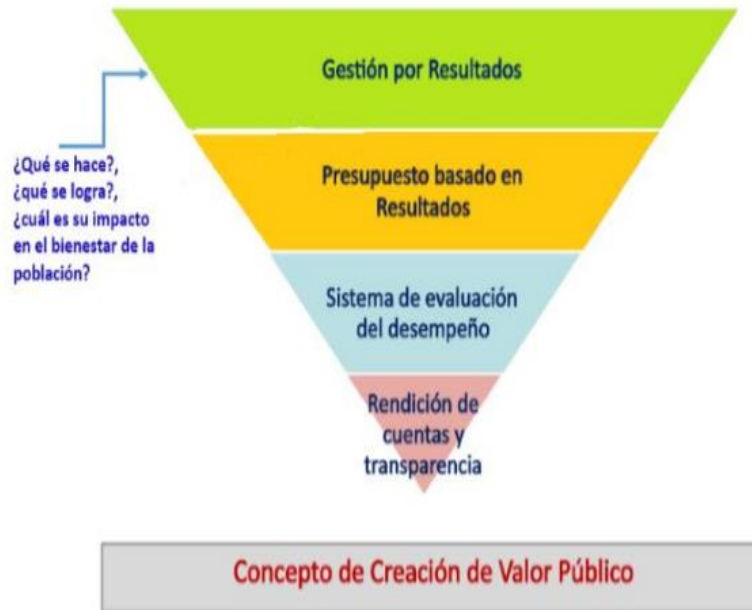 Gestión por Resultados
¿Qué se hace?,
¿qué se logra?,
¿cuál es su impacto
en el bienestar de la
población?
Presupuesto basado en
Resultados
Sistema de evaluación
del desempeño
Rendición de
cuentas y
transparencia
Concepto de Creación de Valor Público